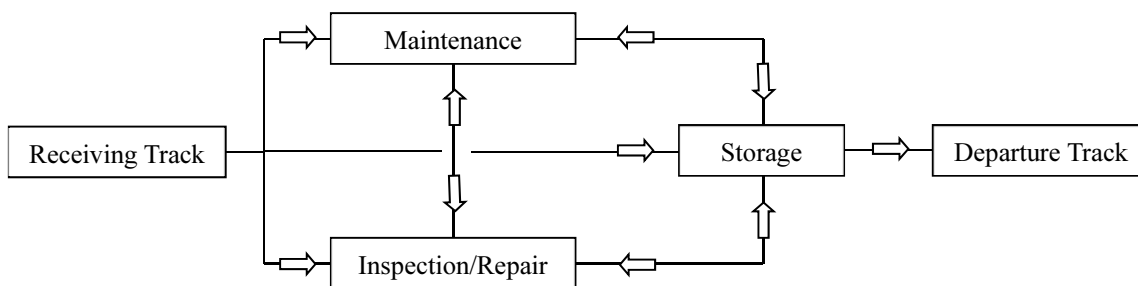 Maintenance
Receiving Track
Storage
Departure Track
Inspection/Repair